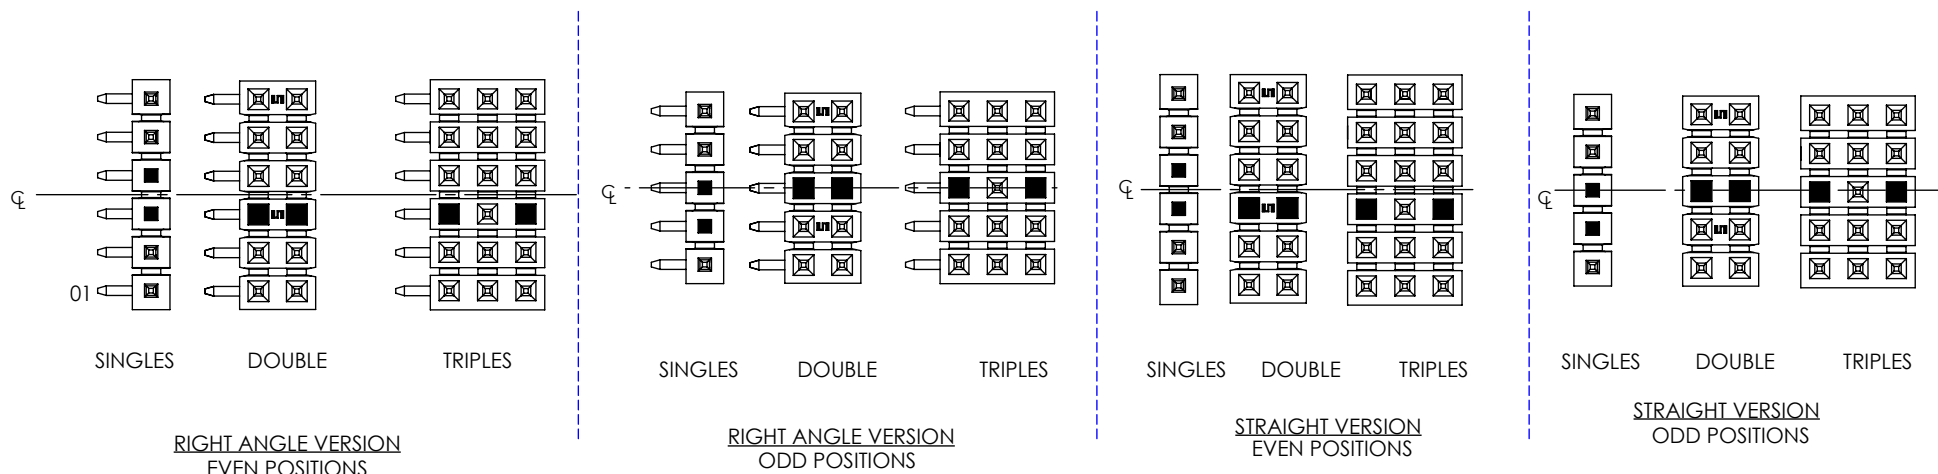 ℄
01
SINGLES DOUBLE TRIPLES
RIGHT ANGLE VERSION
EVEN POSITIONS
℄
SINGLES DOUBLE TRIPLES
RIGHT ANGLE VERSION
ODD POSITIONS
℄
SINGLES DOUBLE TRIPLES
STRAIGHT VERSION
EVEN POSITIONS
℄
SINGLES DOUBLE TRIPLES
STRAIGHT VERSION
ODD POSITIONS